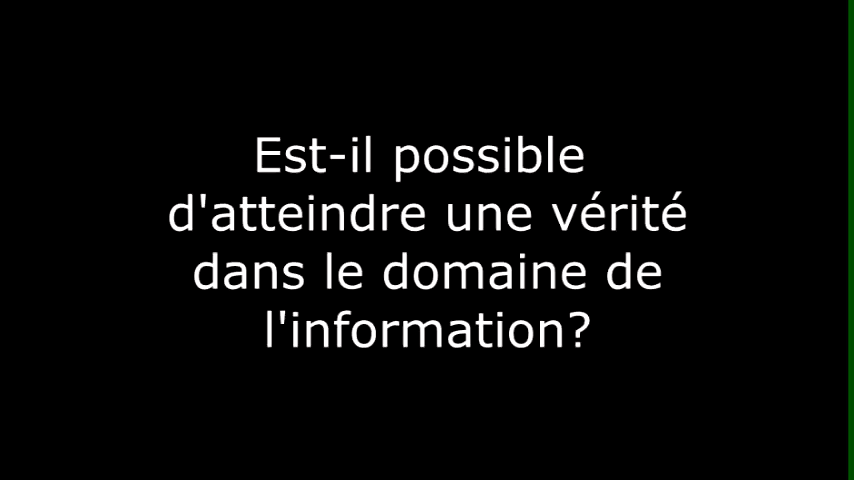 Est-il possible
d'atteindre une vérité
dans le domaine de
l'information?